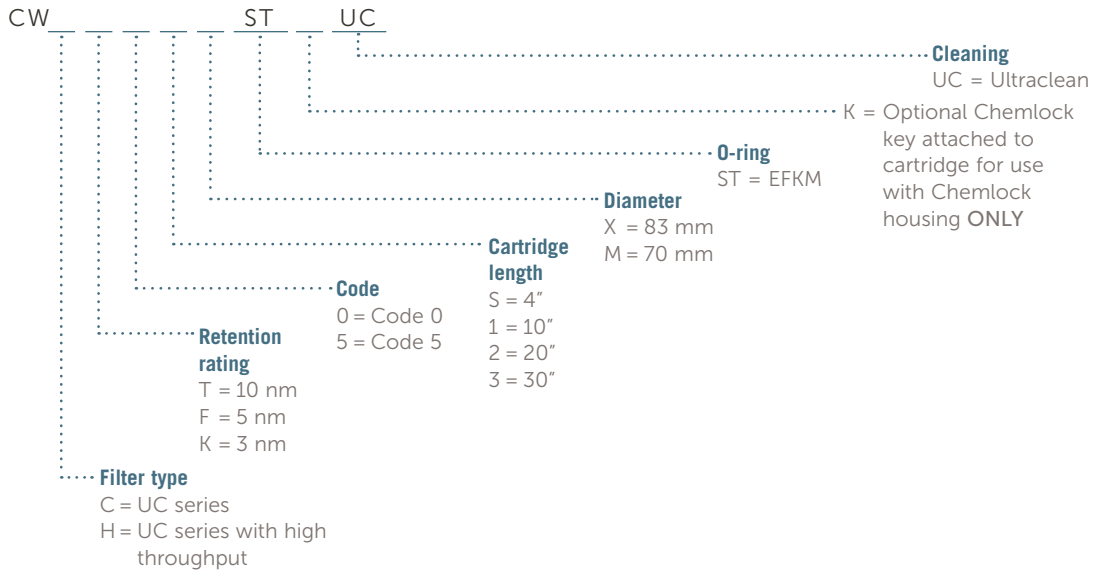 CW__ __ __ __ __ ST __ UC
Cleaning
UC = Ultraclean
K = Optional Chemlock
key attached to
cartridge for use
with Chemlock
housing ONLY
O-ring
ST = EFKM
Diameter
X = 83 mm
M = 70 mm
Cartridge
length
S = 4"
1 = 10"
2 = 20"
3 = 30"
Code
0 = Code 0
5 = Code 5
Retention
rating
T = 10 nm
F = 5 nm
K = 3 nm
Filter type
C = UC series
H = UC series with high
throughput